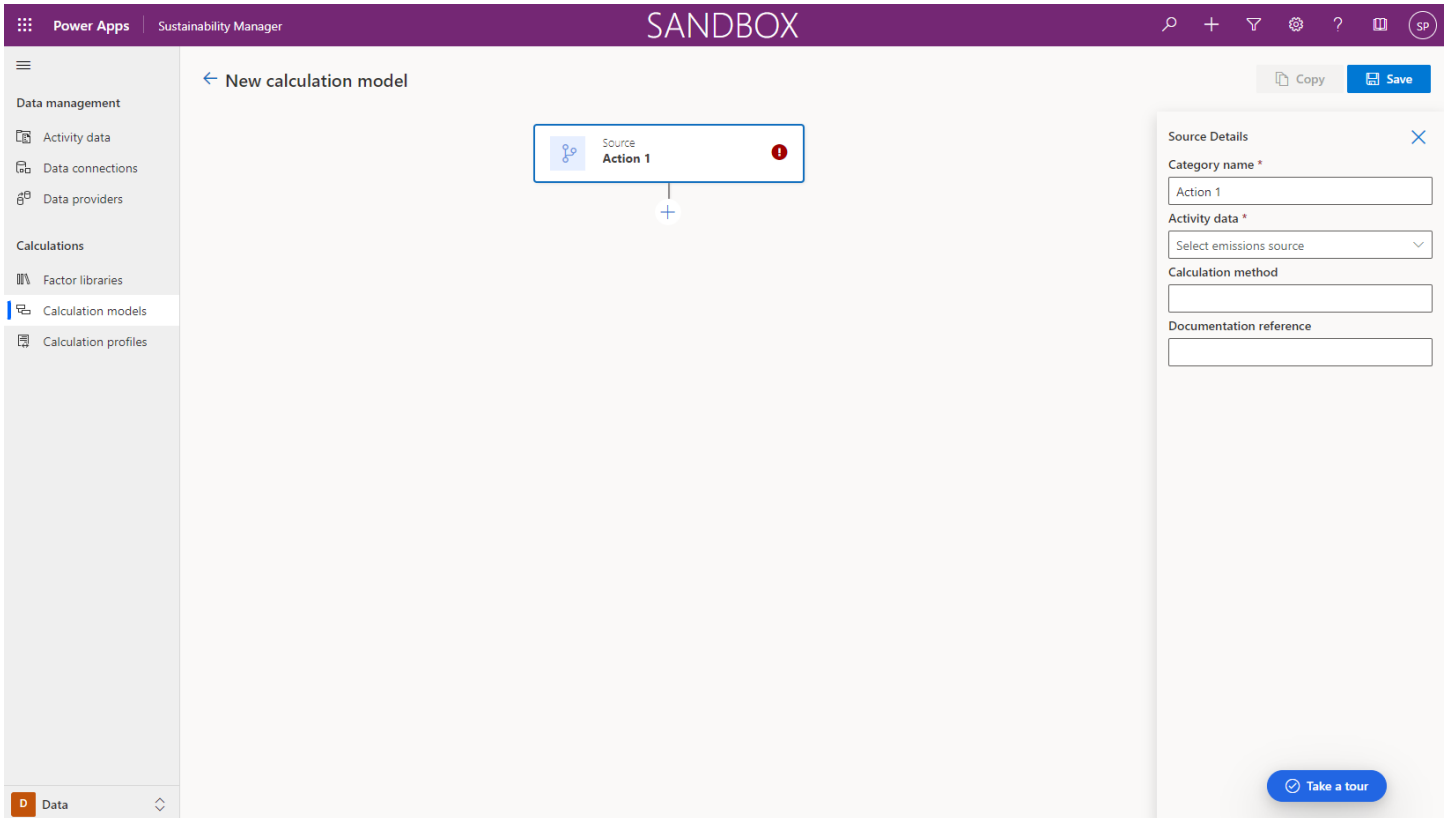 Power Apps
Sustainability Manager
SANDBOX
SP
Data management
Activity data
Data connections
Data providers
Calculations
Factor libraries
Calculation models
Calculation profiles
D
Data
New calculation model
Copy
Save
Source
Action 1
Source Details
Category name *
Action 1
Activity data *
Select emissions source
Calculation method
Documentation reference
Take a tour